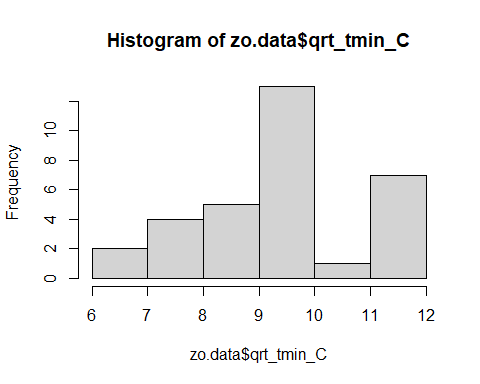 Histogram of zo.data$qrt_tmin_C
Frequency
10
8
6
4
2
0
6 7 8 9 10 11 12
zo.data$qrt_tmin_C